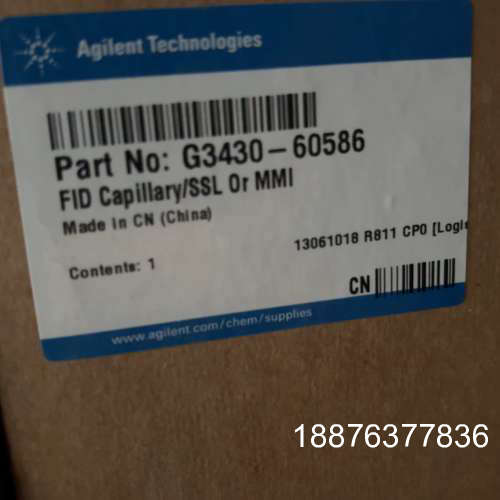 Agilent Technologies
Part No: G3430-60586
FID Capillary/SSL Or MMI
Made in CN (China)
13061018 R811 CP0 [Logi
Contents: 1
CN
www.agilent.com/chem/supplies
18876377836